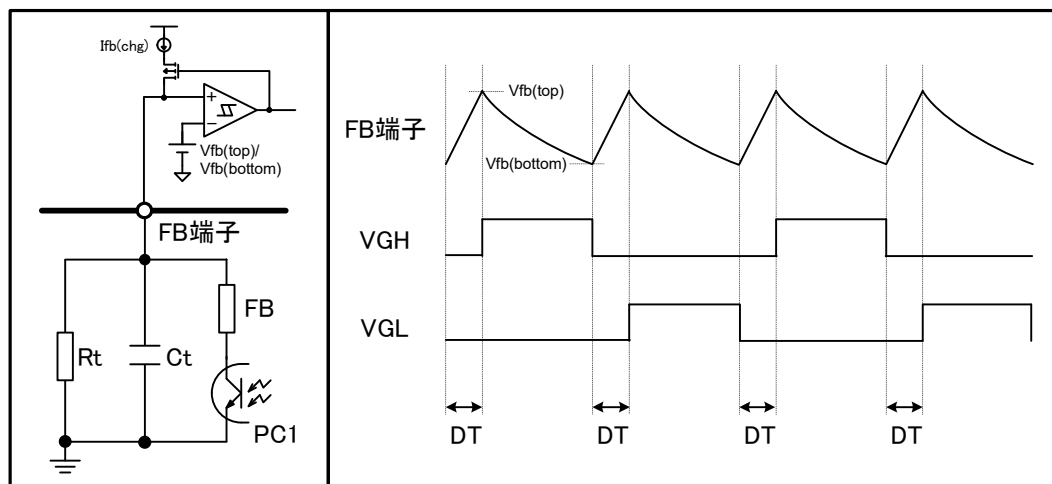 Ifb(chg)
+
−
Vfb(top)/
Vfb(bottom)
FB端子
Rt
Ct
FB
PC1
FB端子
Vfb(top)
Vfb(bottom)
VGH
VGL
DT
DT
DT
DT